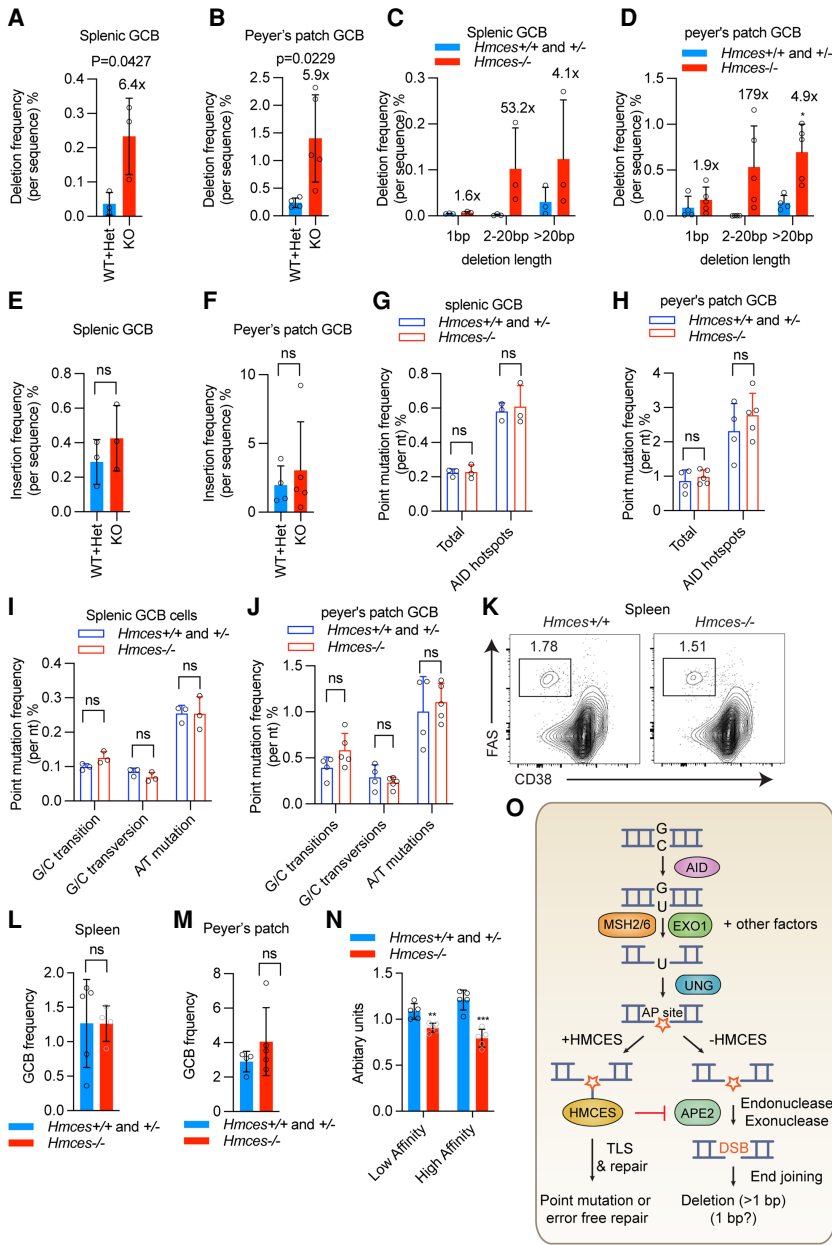 A
Splenic GCB
P=0.0427
6.4x
Deletion frequency
(per sequence) %
0.4
0.3
0.2
0.1
0.0
WT+Het
KO
B
Peyer's patch GCB
P=0.0229
5.9x
Deletion frequency
(per sequence) %
2.5
2.0
1.5
1.0
0.5
0.0
WT+Het
KO
C
Splenic GCB
Hmces+/+ and +/-
Hmces-/-
Deletion frequency
(per sequence) %
0.3
0.2
0.1
0.0
1.6x
53.2x
4.1x
1bp
2-20bp
>20bp
deletion length
D
peyer's patch GCB
Hmces+/+ and +/-
Hmces-/-
Deletion frequency
(per sequence) %
1.5
1.0
0.5
0.0
1.9x
179x
4.9x
*
1bp
2-20bp
>20bp
deletion length
E
Splenic GCB
ns
Insertion frequency
(per sequence) %
0.8
0.6
0.4
0.2
0.0
WT+Het
KO
F
Peyer's patch GCB
ns
Insertion frequency
(per sequence) %
10
5
0
WT+Het
KO
G
splenic GCB
Hmces+/+ and +/-
Hmces-/-
Point mutation frequency
(per nt) %
0.8
0.6
0.4
0.2
0.0
ns
ns
Total
AID hotspots
H
peyer's patch GCB
Hmces+/+ and +/-
Hmces-/-
Point mutation frequency
(per nt) %
4
3
2
1
0
ns
ns
Total
AID hotspots
I
Splenic GCB cells
Hmces+/+ and +/-
Hmces-/-
Point mutation frequency
(per nt) %
0.4
0.3
0.2
0.1
0.0
ns
ns
ns
G/C transition
G/C transversion
A/T mutation
J
peyer's patch GCB
Hmces+/+ and +/-
Hmces-/-
Point mutation frequency
(per nt) %
1.5
1.0
0.5
0.0
ns
ns
ns
G/C transitions
G/C transversions
A/T mutations
K
Spleen
Hmces+/+
Hmces-/-
1.78
1.51
FAS
CD38
L
Spleen
ns
GCB frequency
2.0
1.5
1.0
0.5
0.0
Hmces+/+ and +/-
Hmces-/-
M
Peyer's patch
ns
GCB frquency
8
6
4
2
0
Hmces+/+ and +/-
Hmces-/-
N
Hmces+/+ and +/-
Hmces-/-
Arbitary units
1.5
1.0
0.5
0.0
**
***
Low Affinity
High Affinity
O
G
C
AID
G
U
MSH2/6
EXO1
+ other factors
U
UNG
AP site
+HMCES
-HMCES
HMCES
APE2
Endonuclease
Exonuclease
TLS
& repair
DSB
End joining
Point mutation or
error free repair
Deletion (>1 bp)
(1 bp?)